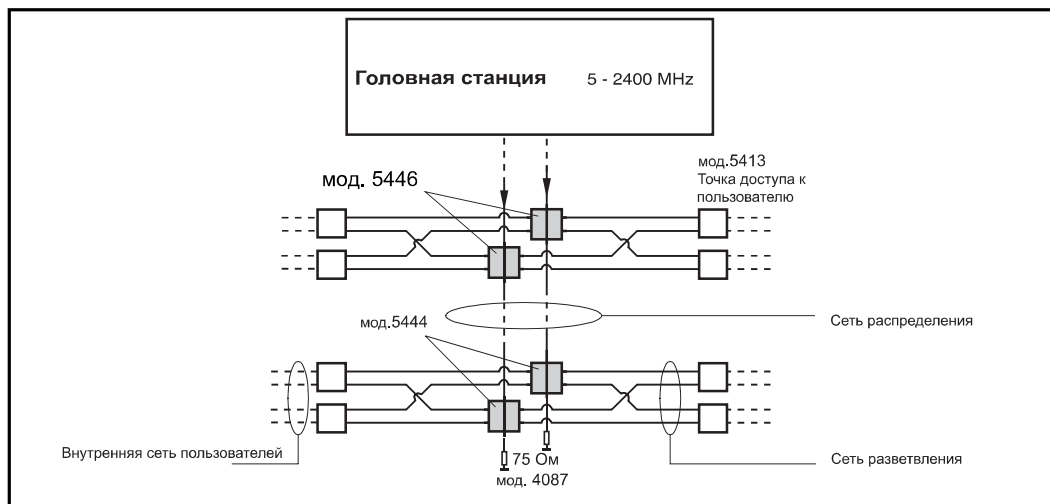 Головная станция 5 - 2400 MHz
мод.5413
Точка доступа к
пользователю
мод. 5446
мод.5444
Сеть распределения
Внутренняя сеть пользователей
75 Ом
мод. 4087
Сеть разветвления